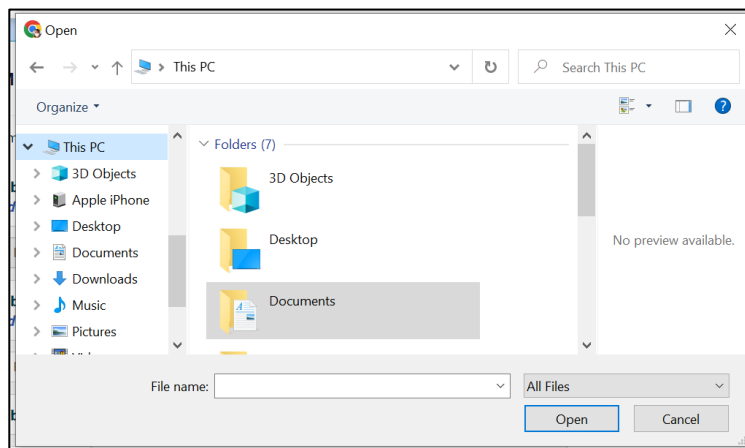 Open
This PC
Search This PC
Organize
This PC
3D Objects
Apple iPhone
Desktop
Documents
Downloads
Music
Pictures
Folders (7)
3D Objects
Desktop
Documents
No preview available.
File name:
All Files
Open
Cancel